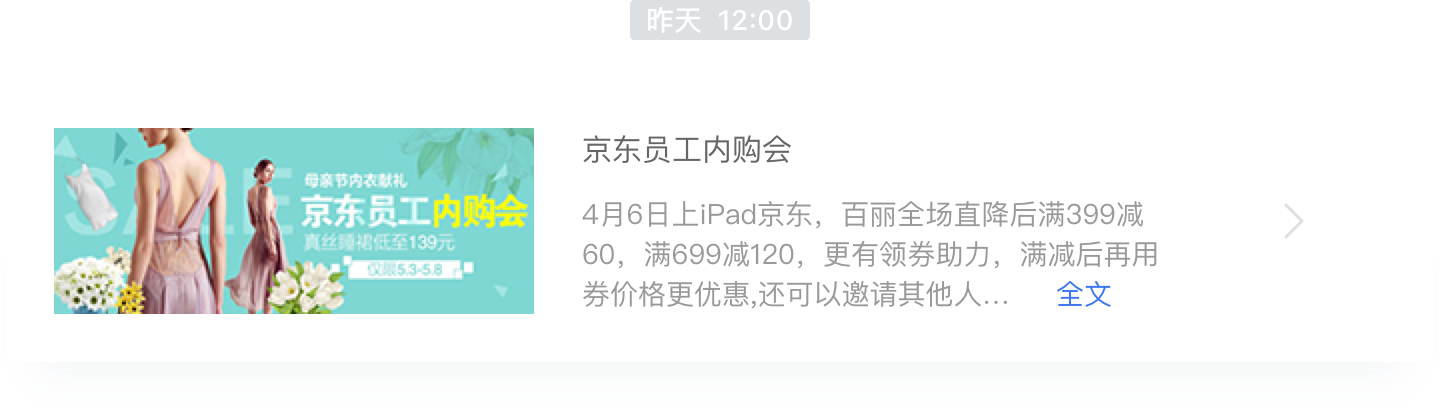 昨天 12:00
SALE
母亲节内衣献礼
京东员工内购会
真丝睡裙低至139元
仅限5.3-5.8
京东员工内购会
4月6日上iPad京东，百丽全场直降后满399减
60，满699减120，更有领券助力，满减后再用
券价格更优惠,还可以邀请其他人... 全文